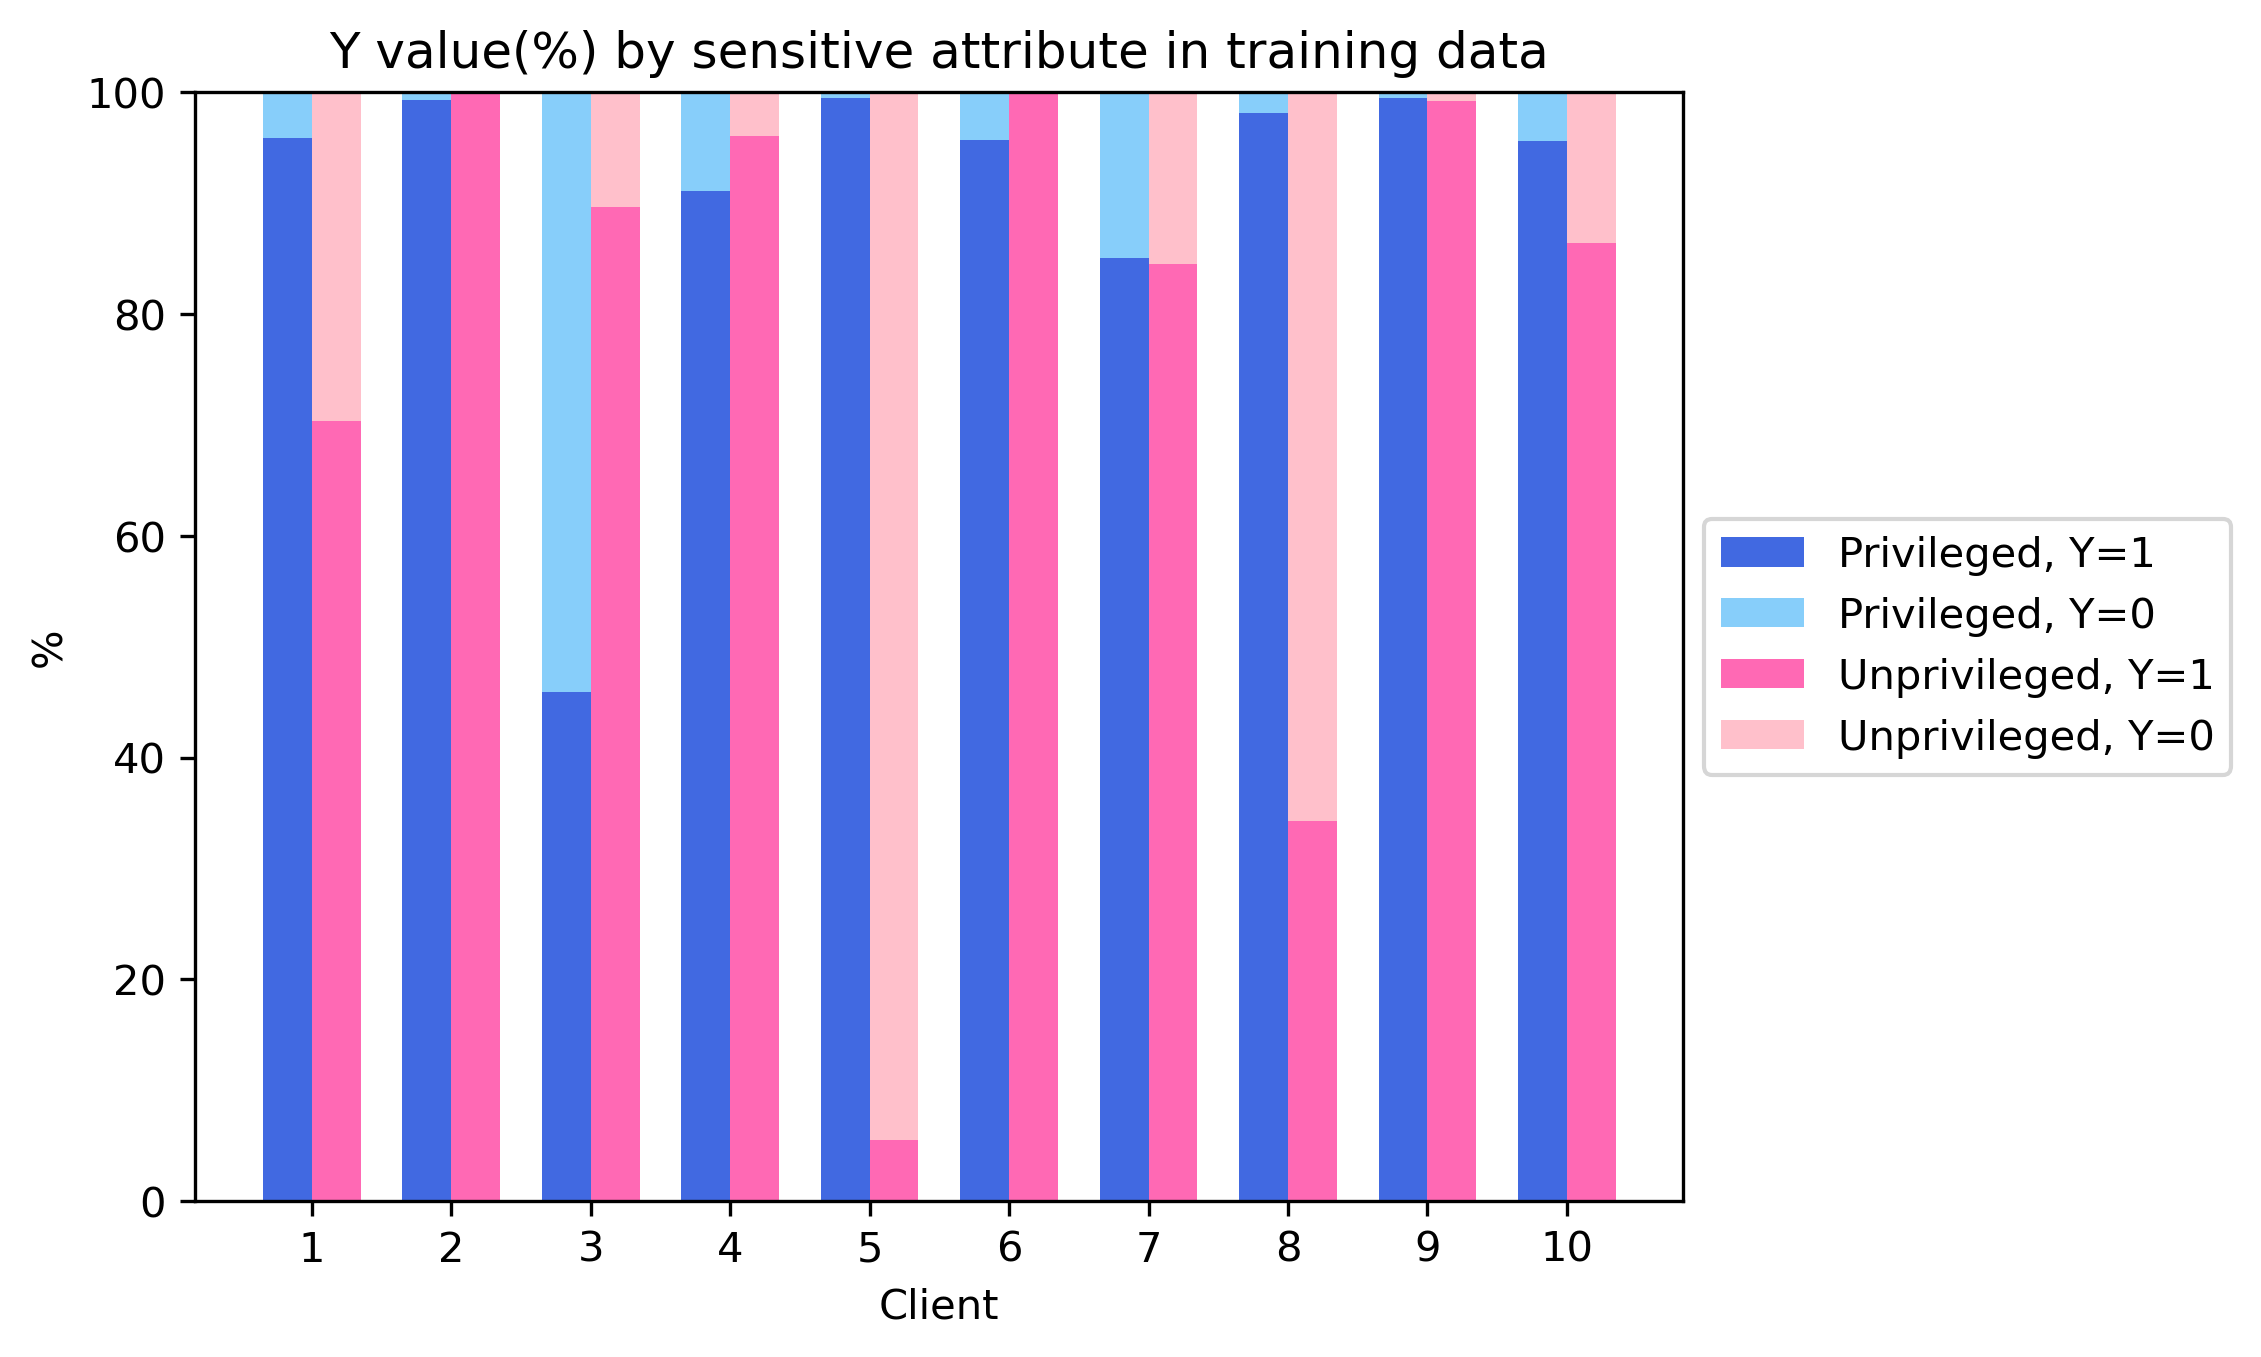 Y value(%) by sensitive attribute in training data
100
80
60
40
20
0
%
1 2 3 4 5 6 7 8 9 10
Client
Privileged, Y=1
Privileged, Y=0
Unprivileged, Y=1
Unprivileged, Y=0